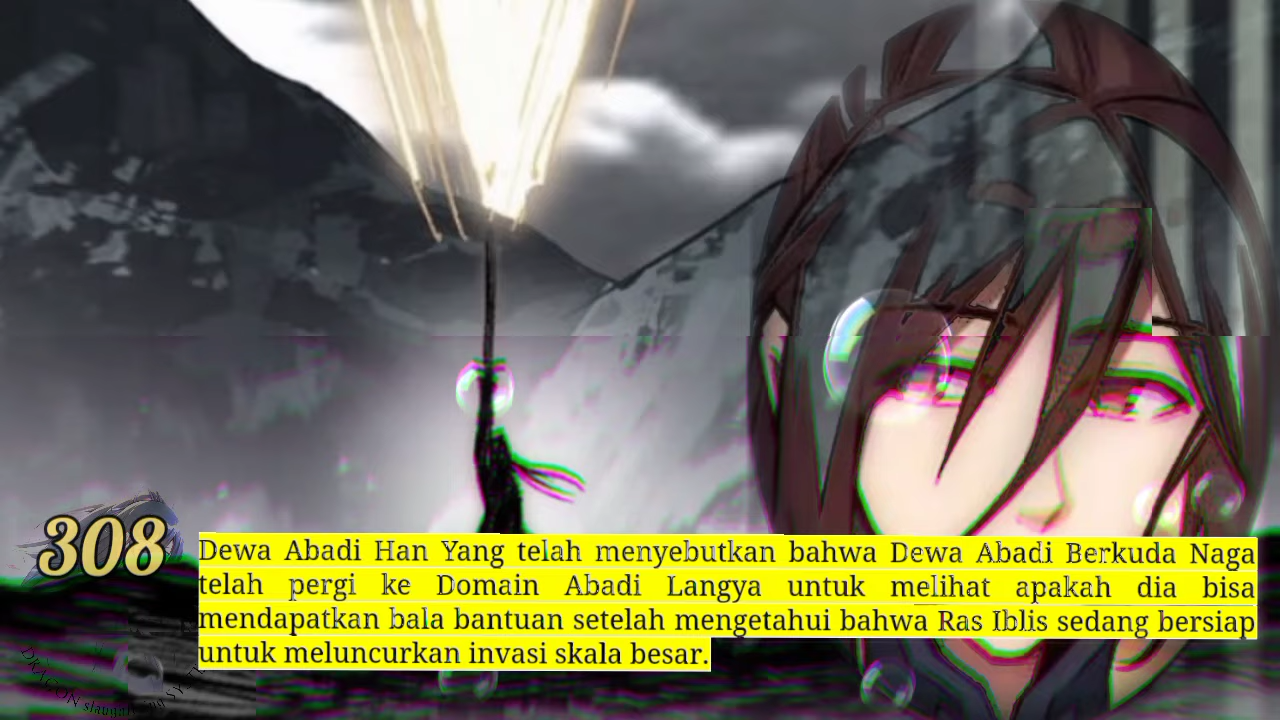 308
Dewa Abadi Han Yang telah menyebutkan bahwa Dewa Abadi Berkuda Naga
telah pergi ke Domain Abadi Langya untuk melihat apakah dia bisa
mendapatkan bala bantuan setelah mengetahui bahwa Ras Iblis sedang bersiap
untuk meluncurkan invasi skala besar.
DRAGON